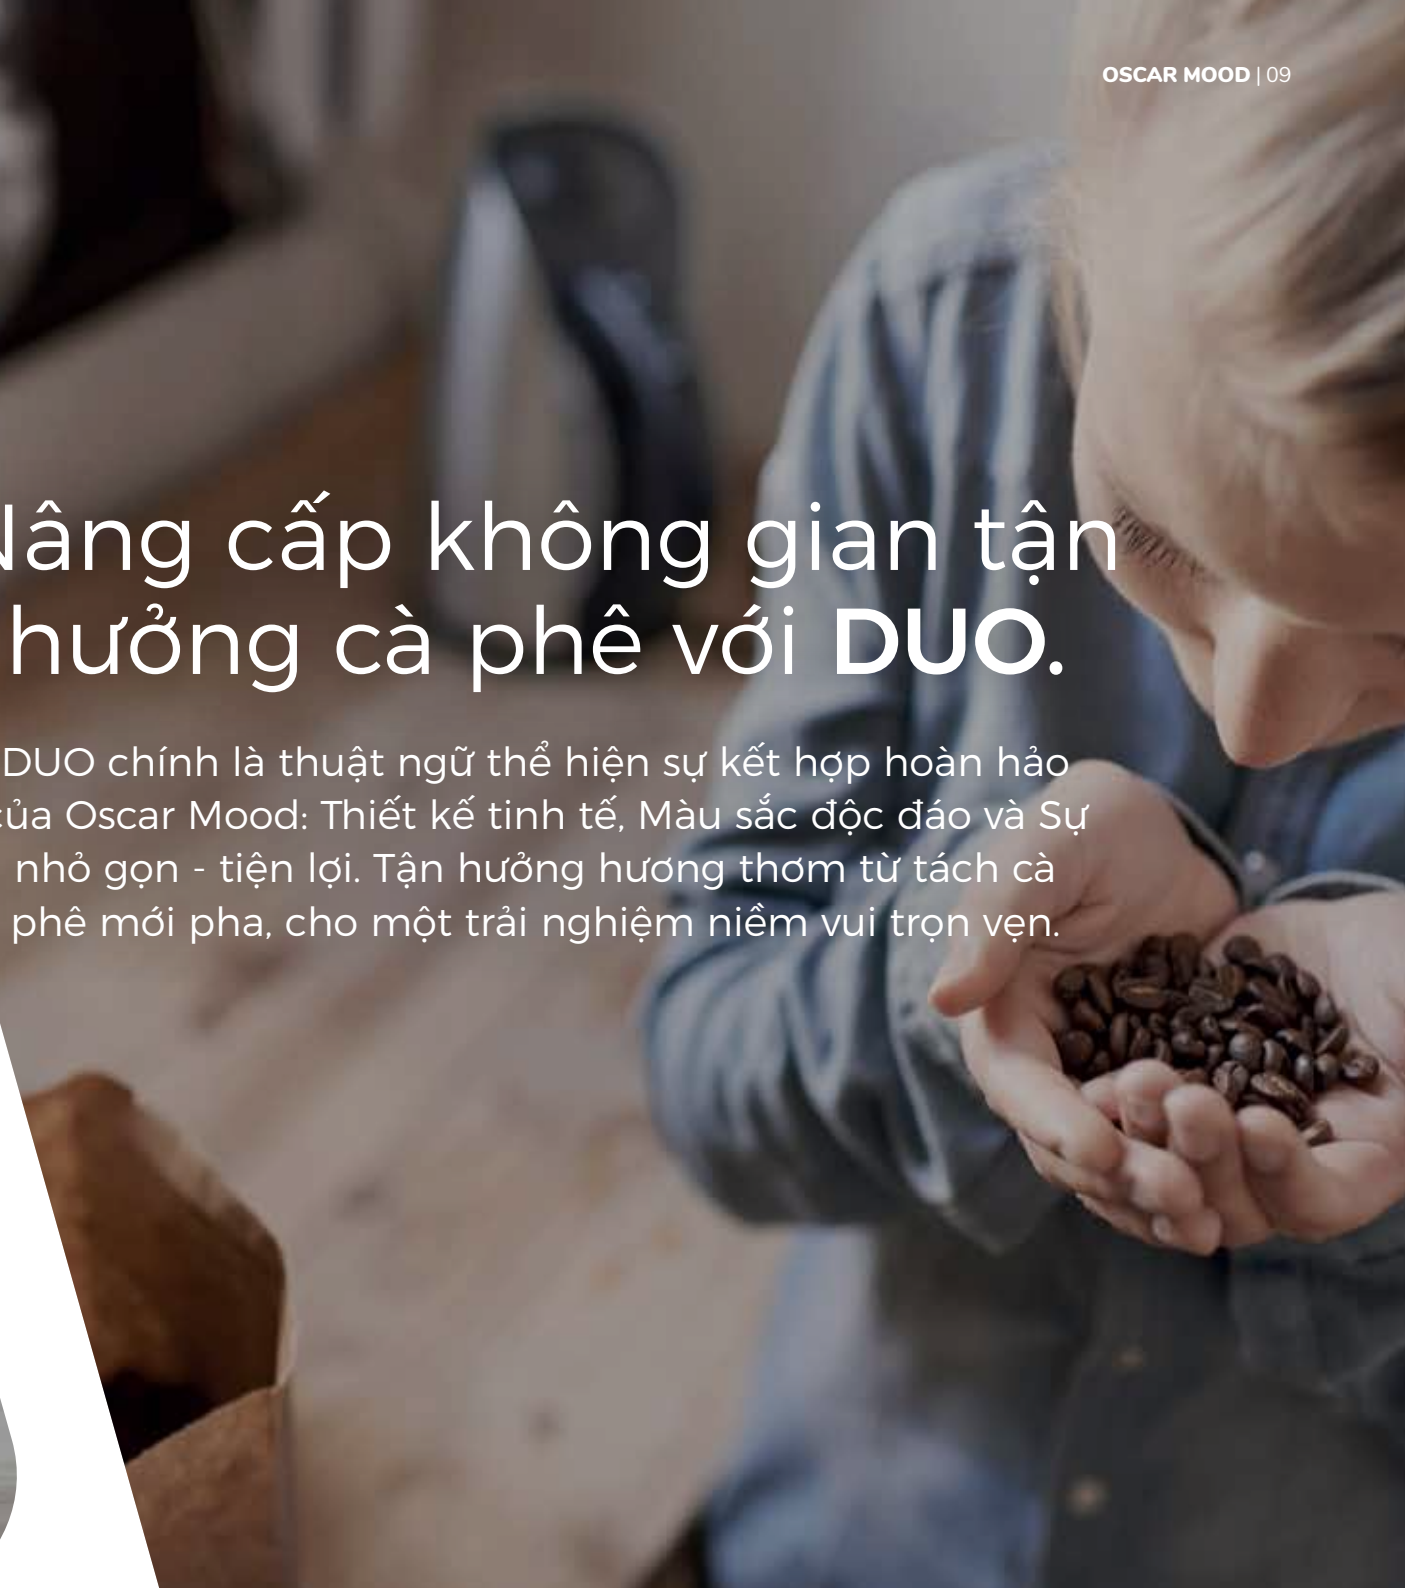 OSCAR MOOD | 09
Nâng cấp không gian tận
hưởng cà phê với DUO.
DUO chính là thuật ngữ thể hiện sự kết hợp hoàn hảo
của Oscar Mood: Thiết kế tinh tế, Màu sắc độc đáo và Sự
nhỏ gọn - tiện lợi. Tận hưởng hương thơm từ tách cà
phê mới pha, cho một trải nghiệm niềm vui trọn vẹn.